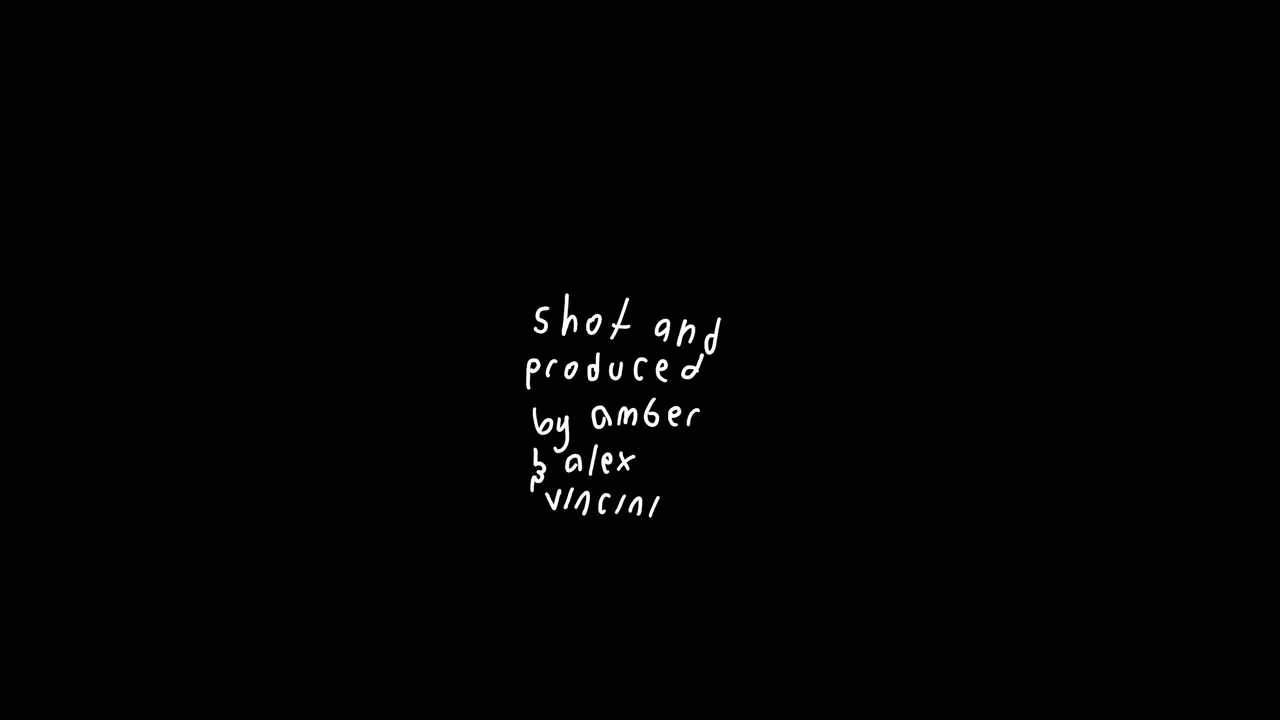 shot and
produced
by amber
& alex
vincini